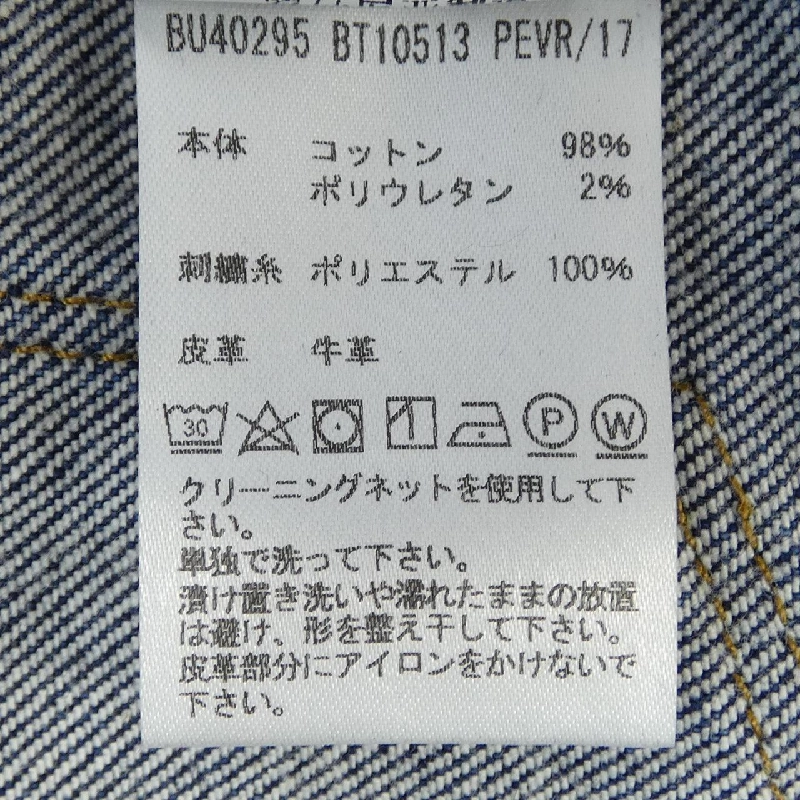 BU40295 BT10513 PEVR/17
本体 コットン 98%
ポリウレタン 2%
刺繍糸 ポリエステル 100%
皮革 牛革
30 P W
クリーニングネットを使用して下
さい。
単独で洗って下さい。
漬け置き洗いや濡れたままの放置
は避け、形を整え干して下さい。
皮革部分にアイロンをかけないで
下さい。